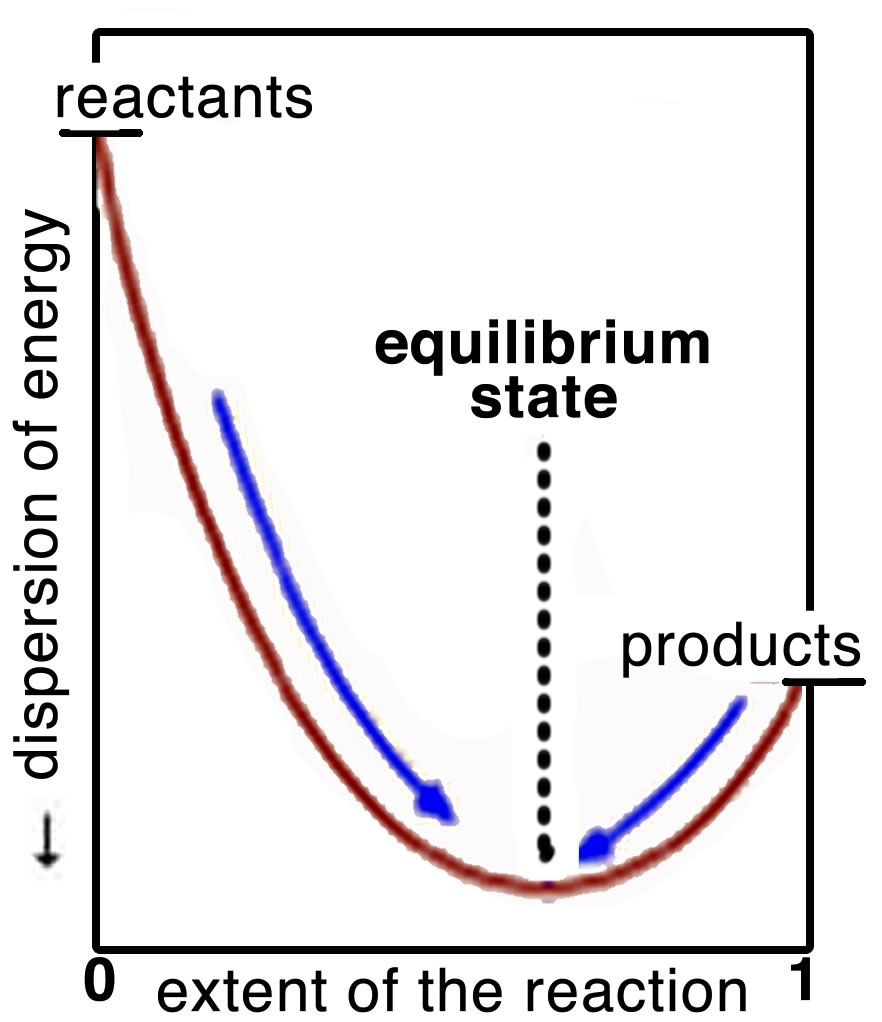 reactants
dispersion of energy
←
equilibrium
state
products
0
extent of the reaction
1